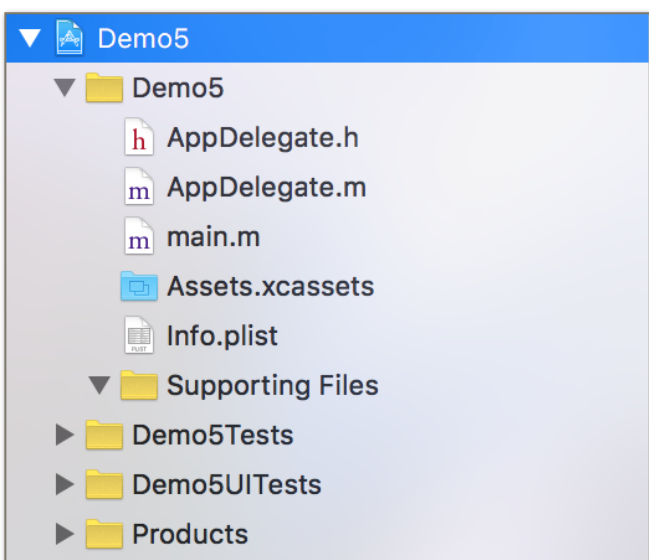 Demo5
Demo5
h AppDelegate.h
m AppDelegate.m
m main.m
Assets.xcassets
PLIST Info.plist
Supporting Files
Demo5Tests
Demo5UITests
Products